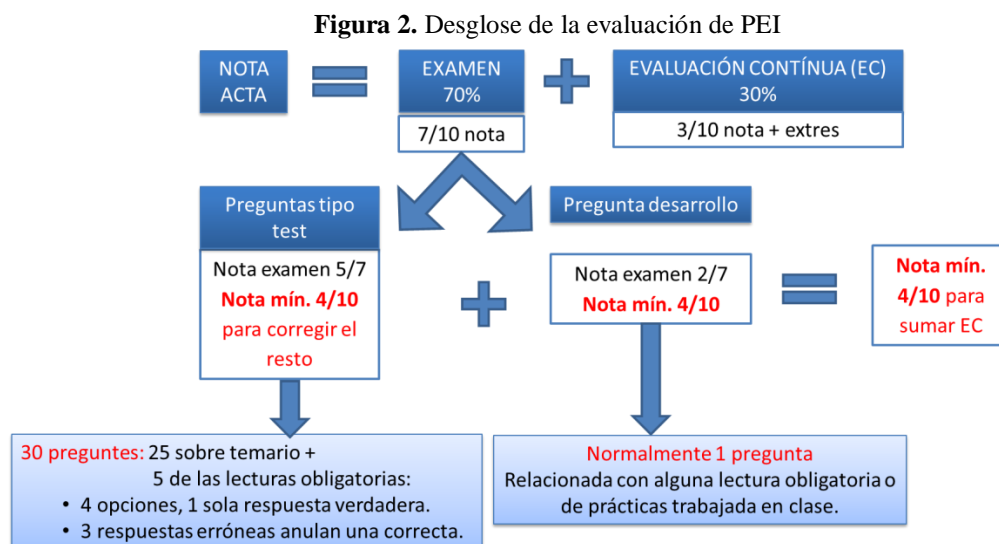 Figura 2. Desglose de la evaluación de PEI
NOTA
ACTA
EXAMEN
70%
7/10 nota
EVALUACIÓN CONTÍNUA (EC)
30%
3/10 nota + extres
Preguntas tipo
test
Nota examen 5/7
Nota mín. 4/10
para corregir el
resto
Pregunta desarrollo
Nota examen 2/7
Nota mín. 4/10
Nota mín.
4/10 para
sumar EC
30 preguntes: 25 sobre temario +
5 de las lecturas obligatorias:
• 4 opciones, 1 sola respuesta verdadera.
• 3 respuestas erróneas anulan una correcta.
Normalmente 1 pregunta
Relacionada con alguna lectura obligatoria o
de prácticas trabajada en clase.